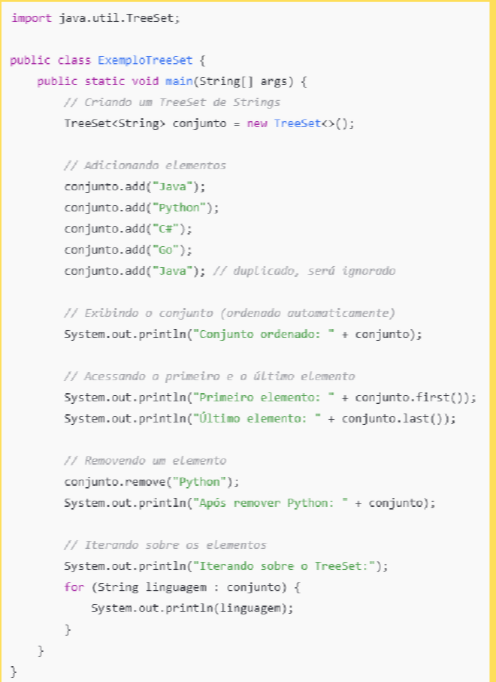 import java.util.TreeSet;
public class ExemploTreeSet {
public static void main(String[] args) {
// Criando um TreeSet de Strings
TreeSet<String> conjunto = new TreeSet<>();
// Adicionando elementos
conjunto.add("Java");
conjunto.add("Python");
conjunto.add("C#");
conjunto.add("Go");
conjunto.add("Java"); // duplicado, será ignorado
// Exibindo o conjunto (ordenado automaticamente)
System.out.println("Conjunto ordenado: " + conjunto);
// Acessando o primeiro e o último elemento
System.out.println("Primeiro elemento: " + conjunto.first());
System.out.println("Último elemento: " + conjunto.last());
// Removendo um elemento
conjunto.remove("Python");
System.out.println("Após remover Python: " + conjunto);
// Iterando sobre os elementos
System.out.println("Iterando sobre o TreeSet:");
for (String linguagem : conjunto) {
System.out.println(linguagem);
}
}
}